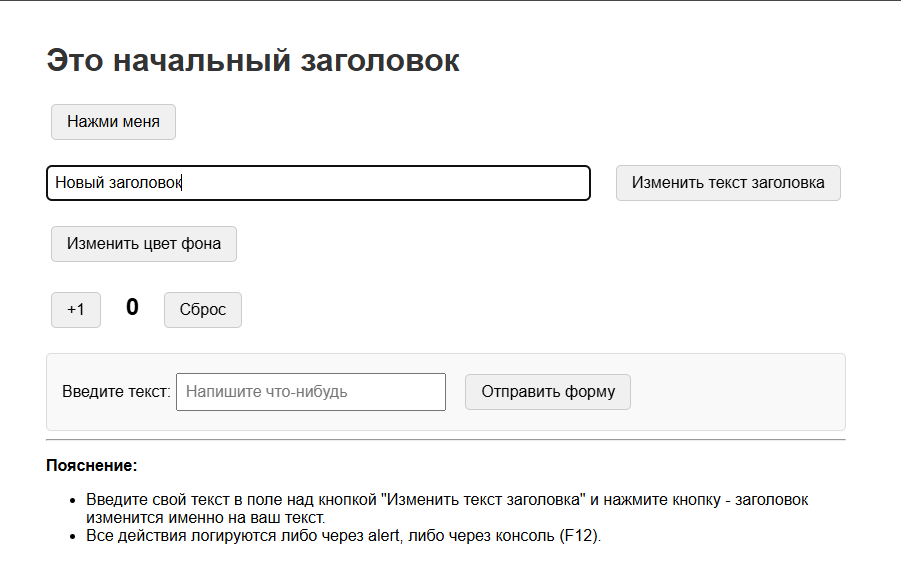 Это начальный заголовок
Нажми меня
Новый заголовок Изменить текст заголовка
Изменить цвет фона
+1 0 Сброс
Введите текст: Напишите что-нибудь Отправить форму
Пояснение:
• Введите свой текст в поле над кнопкой "Изменить текст заголовка" и нажмите кнопку - заголовок
изменится именно на ваш текст.
• Все действия логируются либо через alert, либо через консоль (F12).